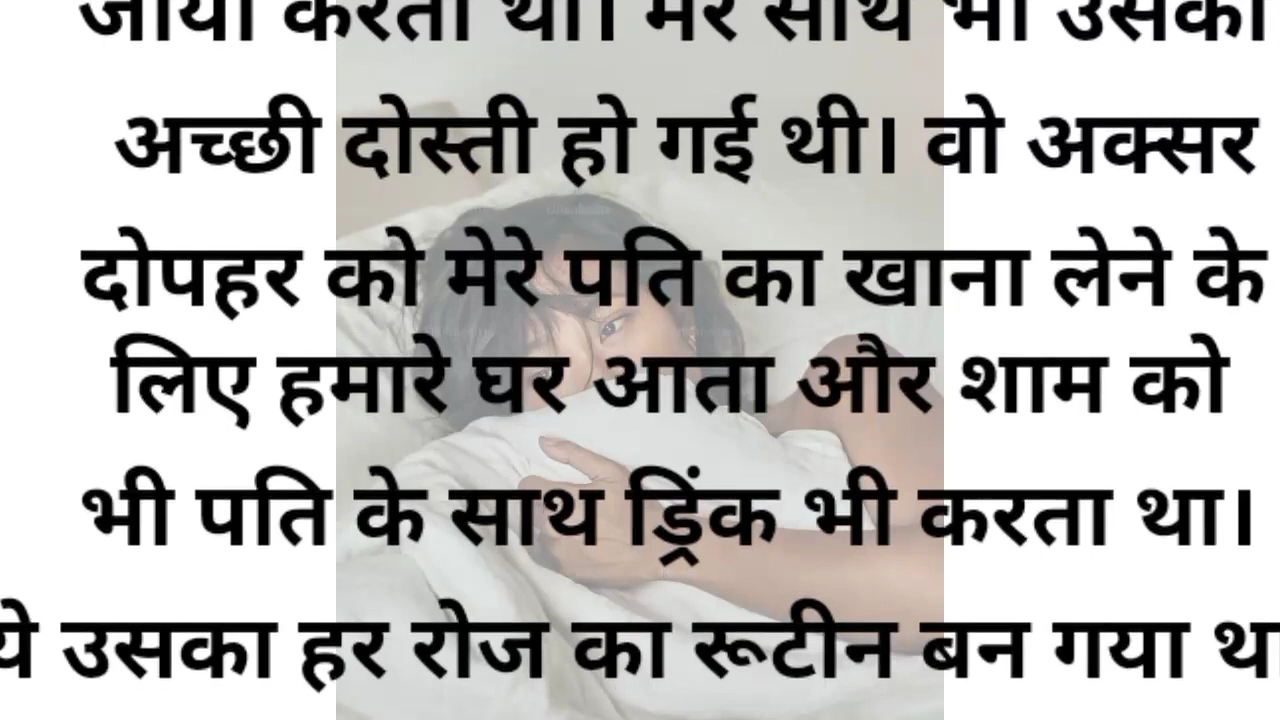 जाया करता था। मेरे साथ भी उसकी
अच्छी दोस्ती हो गई थी। वो अक्सर
दोपहर को मेरे पति का खाना लेने के
लिए हमारे घर आता और शाम को
भी पति के साथ ड्रिंक भी करता था।
ये उसका हर रोज का रूटीन बन गया था